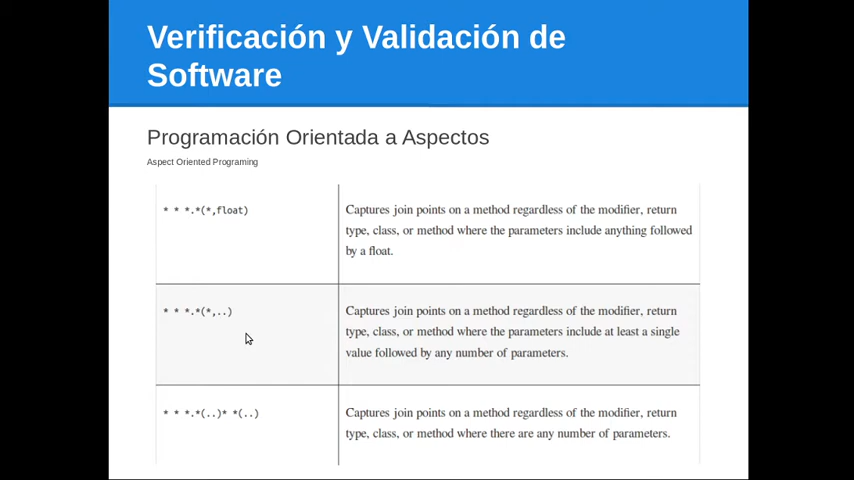 Verificación y Validación de
Software
Programación Orientada a Aspectos
Aspect Oriented Programing
* * *.*(*,float)
Captures join points on a method regardless of the modifier, return
type, class, or method where the parameters include anything followed
by a float.
* * *.*(*,..)
Captures join points on a method regardless of the modifier, return
type, class, or method where the parameters include at least a single
value followed by any number of parameters.
* * *.*(..)* *(..)
Captures join points on a method regardless of the modifier, return
type, class, or method where there are any number of parameters.